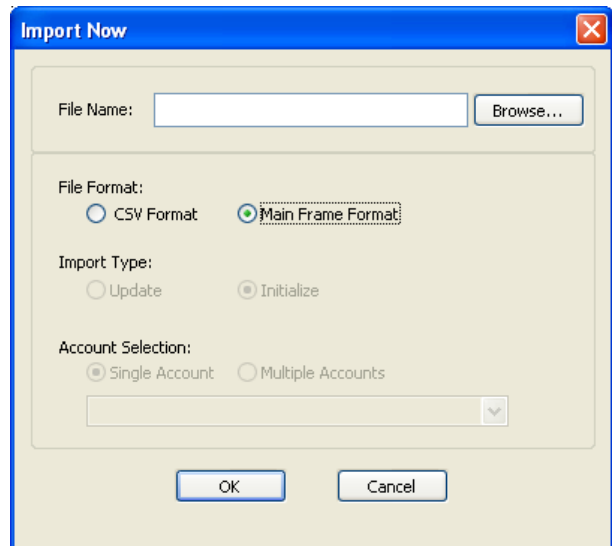 Import Now
File Name: Browse...
File Format:
CSV Format Main Frame Format
Import Type:
Update Initialize
Account Selection:
Single Account Multiple Accounts
OK Cancel